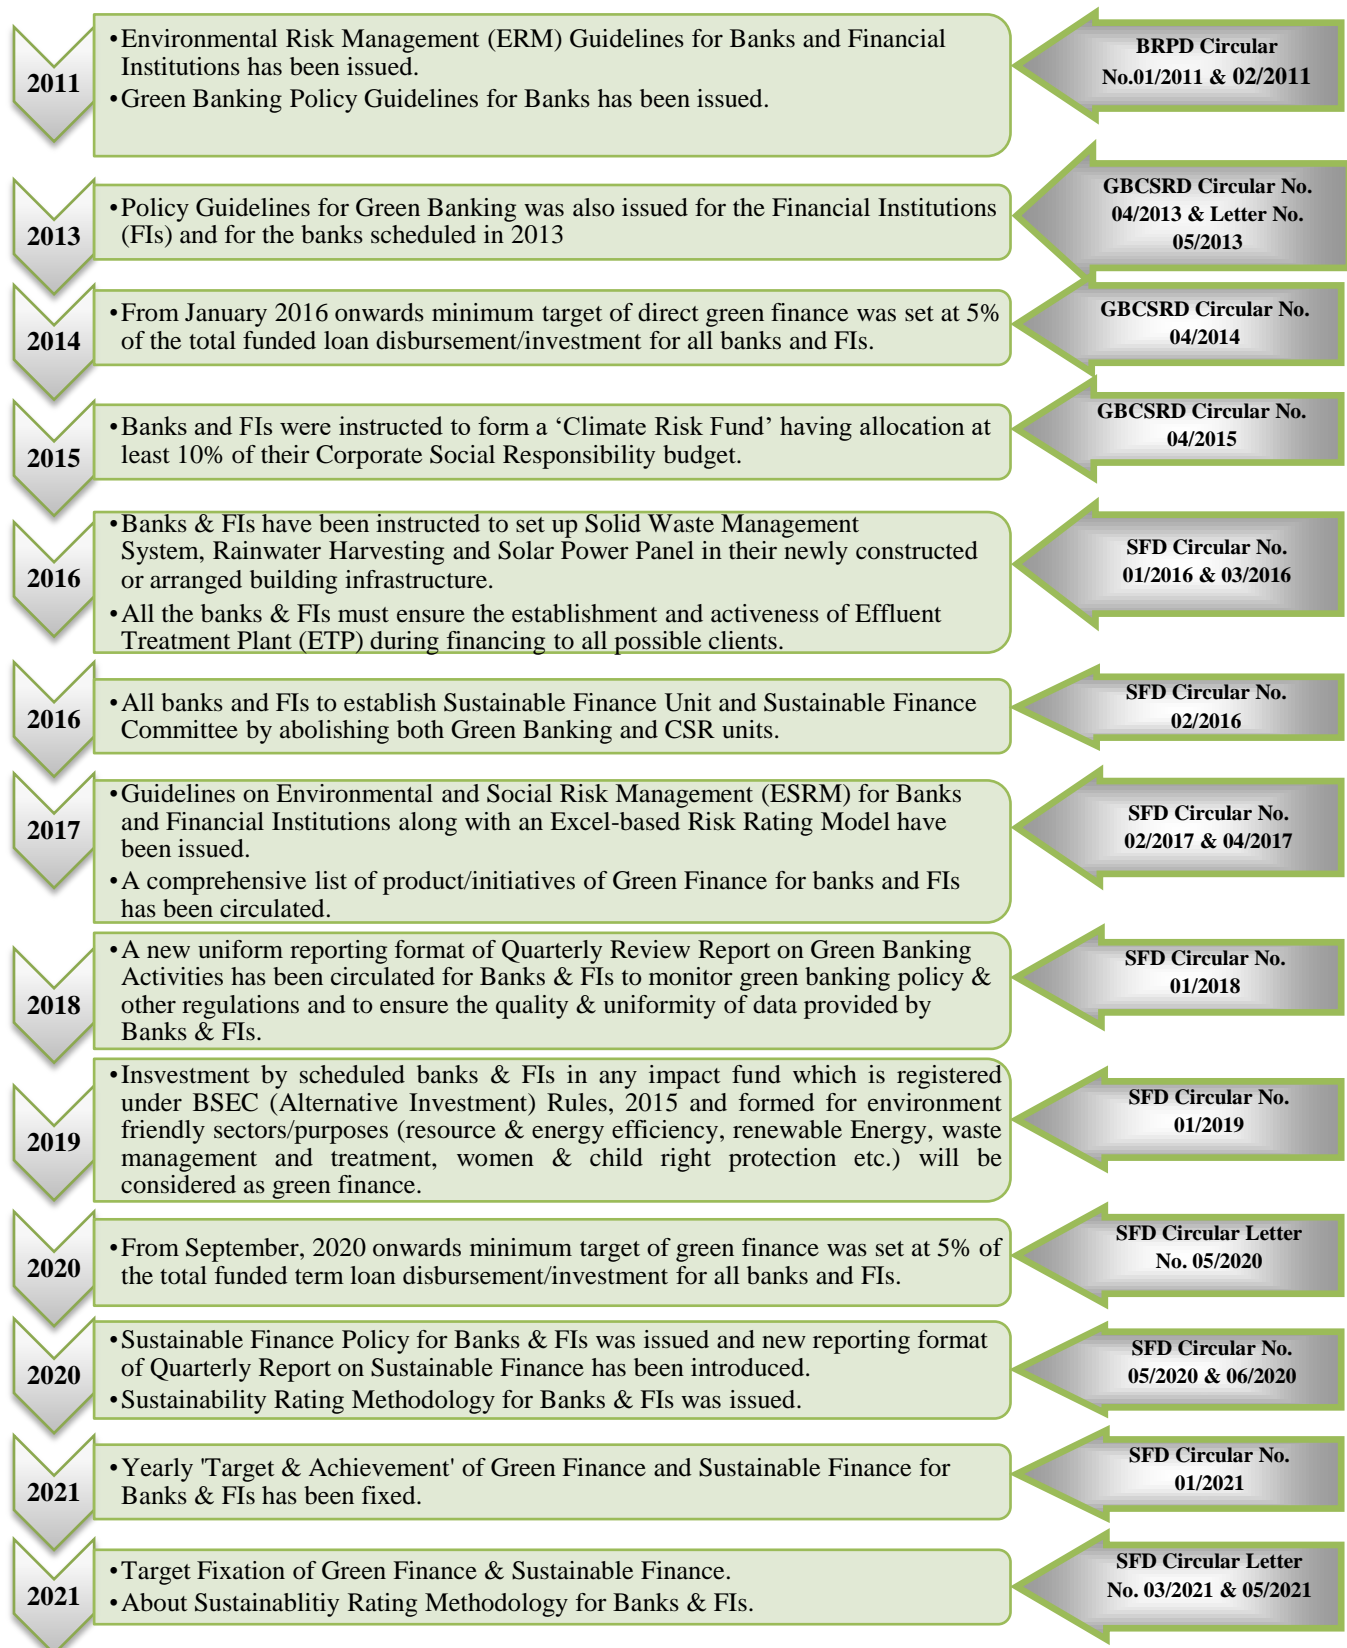 2011
•Environmental Risk Management (ERM) Guidelines for Banks and Financial
Institutions has been issued.
•Green Banking Policy Guidelines for Banks has been issued.
BRPD Circular
No.01/2011 & 02/2011
2013
•Policy Guidelines for Green Banking was also issued for the Financial Institutions
(FIs) and for the banks scheduled in 2013
GBCSRD Circular No.
04/2013 & Letter No.
05/2013
2014
•From January 2016 onwards minimum target of direct green finance was set at 5%
of the total funded loan disbursement/investment for all banks and FIs.
GBCSRD Circular No.
04/2014
2015
•Banks and FIs were instructed to form a ‘Climate Risk Fund’ having allocation at
least 10% of their Corporate Social Responsibility budget.
GBCSRD Circular No.
04/2015
2016
•Banks & FIs have been instructed to set up Solid Waste Management
System, Rainwater Harvesting and Solar Power Panel in their newly constructed
or arranged building infrastructure.
•All the banks & FIs must ensure the establishment and activeness of Effluent
Treatment Plant (ETP) during financing to all possible clients.
SFD Circular No.
01/2016 & 03/2016
2016
•All banks and FIs to establish Sustainable Finance Unit and Sustainable Finance
Committee by abolishing both Green Banking and CSR units.
SFD Circular No.
02/2016
2017
•Guidelines on Environmental and Social Risk Management (ESRM) for Banks
and Financial Institutions along with an Excel-based Risk Rating Model have
been issued.
•A comprehensive list of product/initiatives of Green Finance for banks and FIs
has been circulated.
SFD Circular No.
02/2017 & 04/2017
2018
•A new uniform reporting format of Quarterly Review Report on Green Banking
Activities has been circulated for Banks & FIs to monitor green banking policy &
other regulations and to ensure the quality & uniformity of data provided by
Banks & FIs.
SFD Circular No.
01/2018
2019
•Insvestment by scheduled banks & FIs in any impact fund which is registered
under BSEC (Alternative Investment) Rules, 2015 and formed for environment
friendly sectors/purposes (resource & energy efficiency, renewable Energy, waste
management and treatment, women & child right protection etc.) will be
considered as green finance.
SFD Circular No.
01/2019
2020
•From September, 2020 onwards minimum target of green finance was set at 5% of
the total funded term loan disbursement/investment for all banks and FIs.
SFD Circular Letter
No. 05/2020
2020
•Sustainable Finance Policy for Banks & FIs was issued and new reporting format
of Quarterly Report on Sustainable Finance has been introduced.
•Sustainability Rating Methodology for Banks & FIs was issued.
SFD Circular No.
05/2020 & 06/2020
2021
•Yearly 'Target & Achievement' of Green Finance and Sustainable Finance for
Banks & FIs has been fixed.
SFD Circular No.
01/2021
2021
•Target Fixation of Green Finance & Sustainable Finance.
•About Sustainablitiy Rating Methodology for Banks & FIs.
SFD Circular Letter
No. 03/2021 & 05/2021